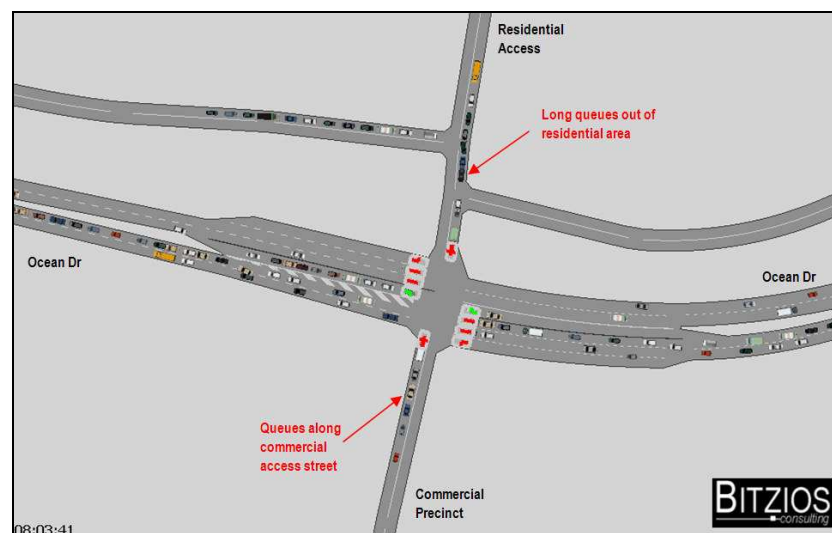 Residential
Access
Long queues out of
residential area
Ocean Dr
Ocean Dr
Queues along
commercial
access street
Commercial
Precinct
BITZIOS
consulting
08:03:41